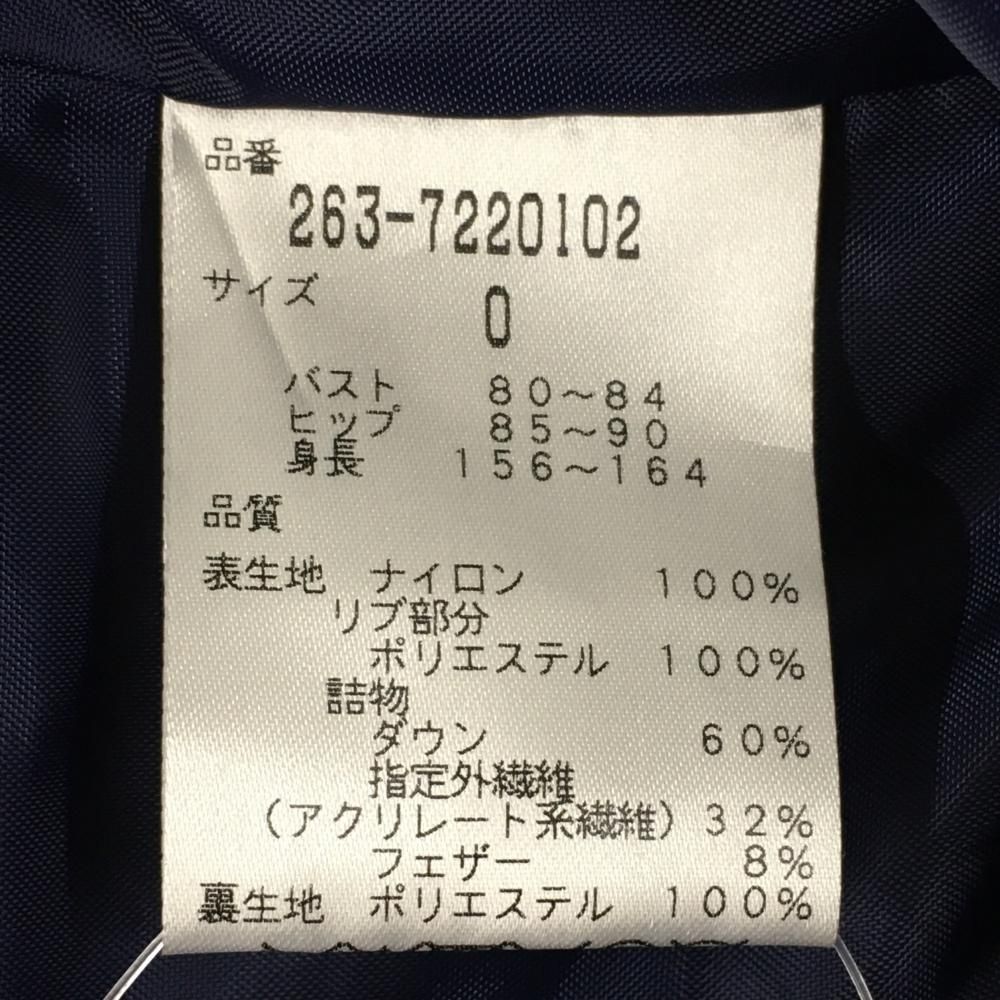 品番
263-7220102
サイズ
0
バスト 80～84
ヒップ 85～90
身長 156～164
品質
表生地 ナイロン 100%
リブ部分
ポリエステル 100%
詰物
ダウン 60%
指定外繊維
(アクリレート系繊維) 32%
フェザー 8%
裏生地 ポリエステル 100%